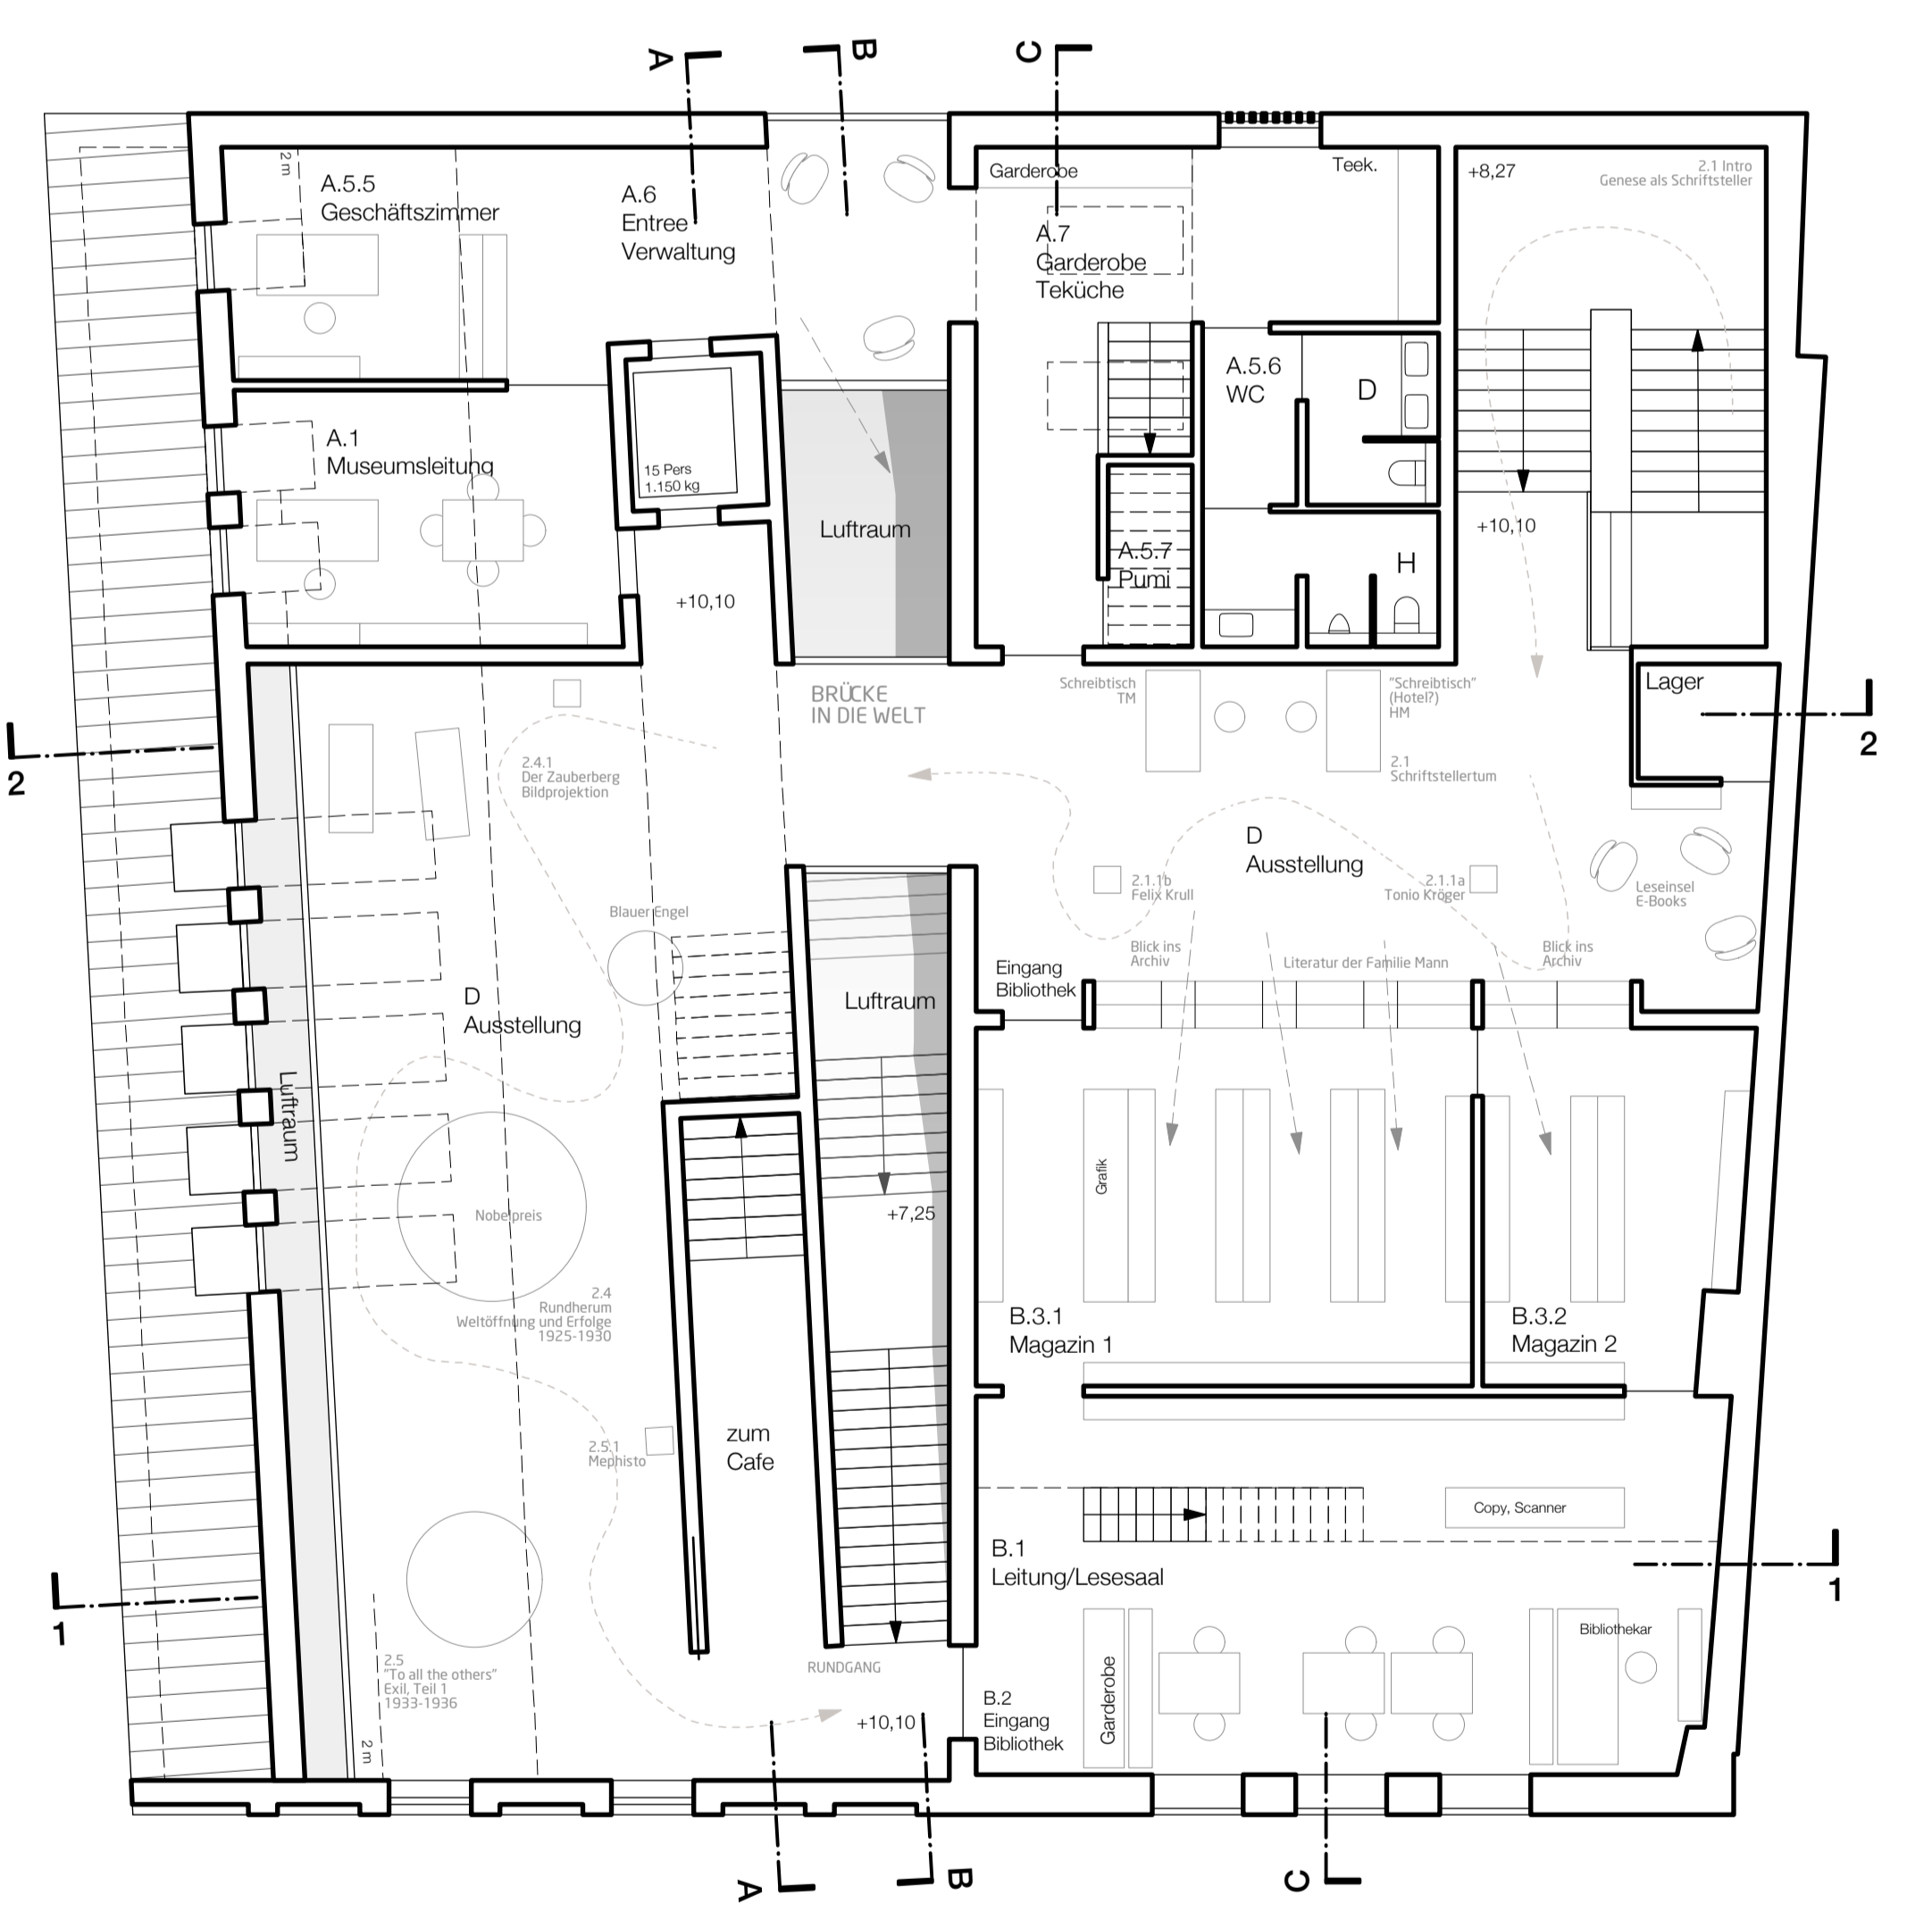 A
B
C
2 m
A.5.5
Geschäftszimmer
A.6
Entree
Verwaltung
Garderobe
Teek.
A.7
Garderobe
Teküche
+8,27
2.1 Intro
Genese als Schriftsteller
A.1
Museumsleitung
15 Pers
1.150 kg
Luftraum
A.5.6
WC
D
A.5.7
Pumi
H
+10,10
+10,10
Lager
2
2
BRÜCKE
IN DIE WELT
Schreibtisch
TM
"Schreibtisch"
(Hotel?)
HM
2.1
Schriftstellertum
2.4.1
Der Zauberberg
Bildprojektion
D
Ausstellung
2.1.1b
Felix Krull
2.1.1a
Tonio Kröger
Leseinsel
E-Books
Blauer Engel
Blick ins
Archiv
Literatur der Familie Mann
Blick ins
Archiv
Eingang
Bibliothek
D
Ausstellung
Luftraum
Luftraum
Grafik
Nobelpreis
+7,25
2.4
Rundherum
Weltöffnung und Erfolge
1925-1930
B.3.1
Magazin 1
B.3.2
Magazin 2
zum
Cafe
2.5.1
Mephisto
Copy, Scanner
B.1
Leitung/Lesesaal
1
1
Bibliothekar
2.5
"To all the others"
Exil, Teil 1
1933-1936
RUNDGANG
Garderobe
B.2
Eingang
Bibliothek
+10,10
2 m
A
B
C